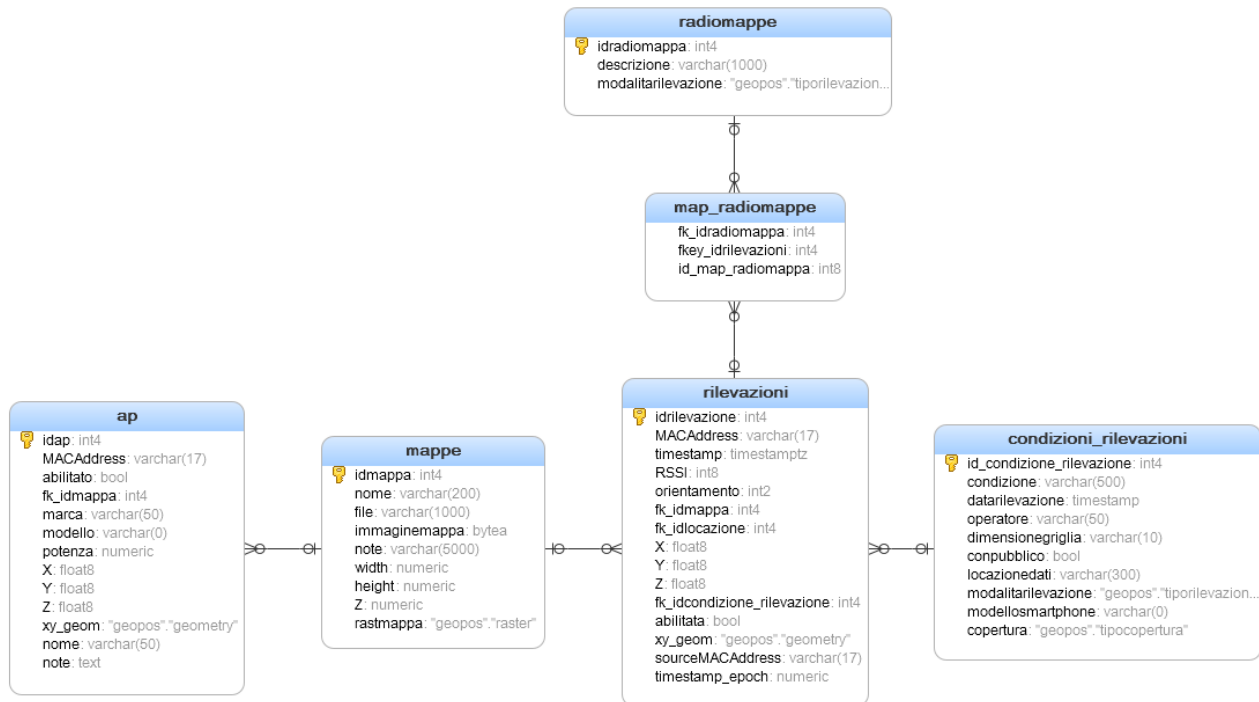 radiomappe
idradiomappa: int4
descrizione: varchar(1000)
modalitarilevazione: "geopos"."tiporilevazion...
map_radiomappe
fk_idradiomappa: int4
fkey_idrilevazioni: int4
id_map_radiomappa: int8
ap
idap: int4
MACAddress: varchar(17)
abilitato: bool
fk_idmappa: int4
marca: varchar(50)
modello: varchar(0)
potenza: numeric
X: float8
Y: float8
Z: float8
xy_geom: "geopos"."geometry"
nome: varchar(50)
note: text
mappe
idmappa: int4
nome: varchar(200)
file: varchar(1000)
immaginemappa: bytea
note: varchar(5000)
width: numeric
height: numeric
Z: numeric
rastmappa: "geopos"."raster"
rilevazioni
idrilevazione: int4
MACAddress: varchar(17)
timestamp: timestamptz
RSSI: int8
orientamento: int2
fk_idmappa: int4
fk_idlocazione: int4
X: float8
Y: float8
Z: float8
fk_idcondizione_rilevazione: int4
abilitata: bool
xy_geom: "geopos"."geometry"
sourceMACAddress: varchar(17)
timestamp_epoch: numeric
condizioni_rilevazioni
id_condizione_rilevazione: int4
condizione: varchar(500)
datarilevazione: timestamp
operatore: varchar(50)
dimensionegriglia: varchar(10)
conpubblico: bool
locazionedati: varchar(300)
modalitarilevazione: "geopos"."tiporilevazion...
modellosmartphone: varchar(0)
copertura: "geopos"."tipocopertura"